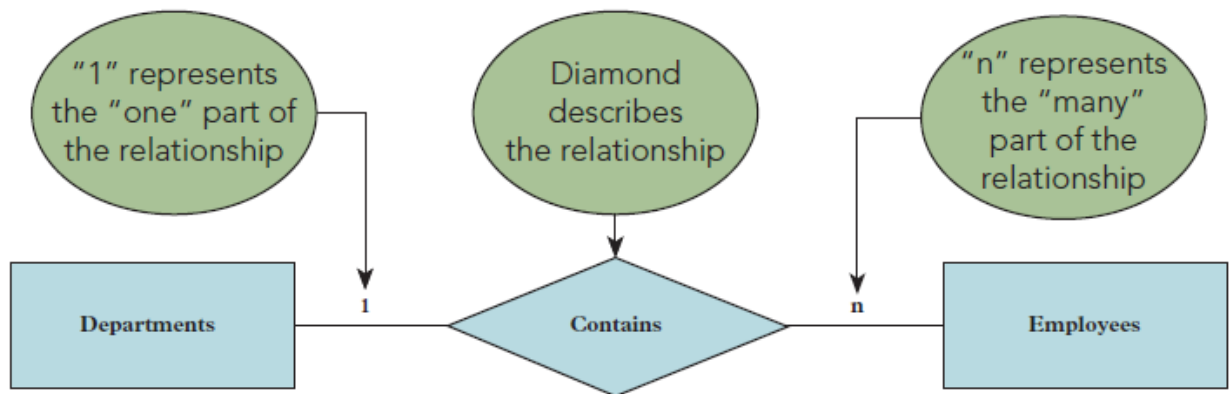 “1” represents
the “one” part of
the relationship
Diamond
describes
the relationship
“n” represents
the “many”
part of the
relationship
Departments
1
Contains
n
Employees